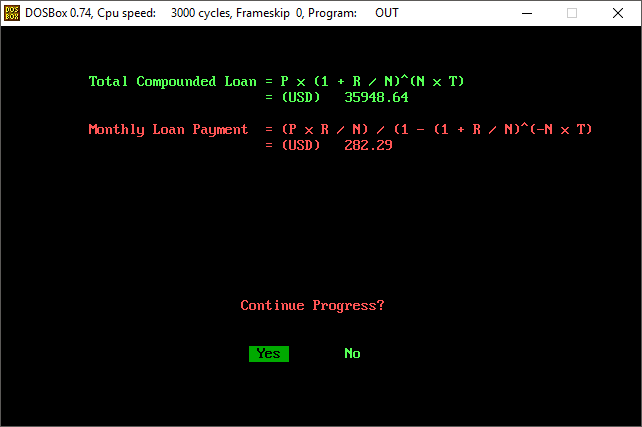 DOSBox 0.74, Cpu speed: 3000 cycles, Frameskip 0, Program: OUT
Total Compounded Loan = P x (1 + R / N)^(N x T)
= (USD) 35948.64
Monthly Loan Payment = (P x R / N) / (1 - (1 + R / N)^(-N x T)
= (USD) 282.29
Continue Progress?
Yes No